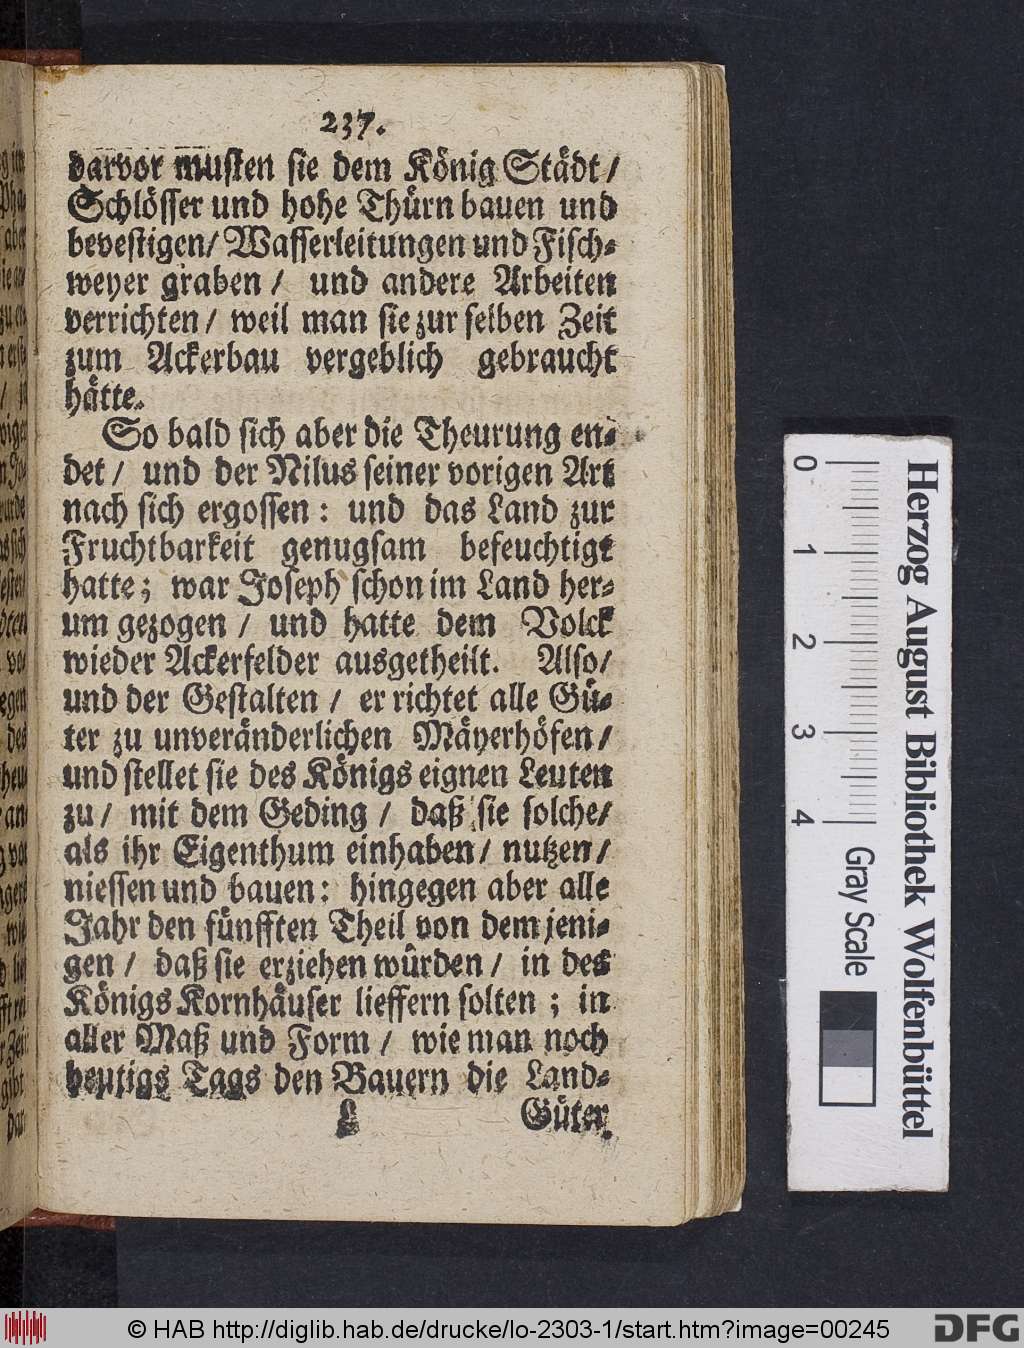 237.
darvor musten sie dem König Städt/
Schlösser und hohe Thürn bauen und
bevestigen/ Wasserleitungen und Fisch-
weyer graben / und andere Arbeiten
verrichten/ weil man sie zur selben Zeit
zum Ackerbau vergeblich gebraucht
hätte.
So bald sich aber die Theurung en-
det / und der Nilus seiner vorigen Art
nach sich ergossen: und das Land zur
Fruchtbarkeit genugsam befeuchtigt
hatte; war Joseph schon im Land her-
um gezogen / und hatte dem Volck
wieder Ackerfelder ausgetheilt. Also/
und der Gestalten / er richtet alle Gü-
ter zu unveränderlichen Mäyerhöfen/
und stellet sie des Königs eignen Leuten
zu/ mit dem Geding / daß sie solche/
als ihr Eigenthum einhaben/ nutzen/
niessen und bauen: hingegen aber alle
Jahr den fünfften Theil von dem jeni-
gen / daß sie erziehen würden / in des
Königs Kornhäuser lieffern solten ; in
aller Maß und Form / wie man noch
heutigs Tags den Bauern die Land-
L Güter
Herzog August Bibliothek Wolfenbüttel
0 1 2 3 4 Gray Scale
© HAB http://diglib.hab.de/drucke/lo-2303-1/start.htm?image=00245
DFG